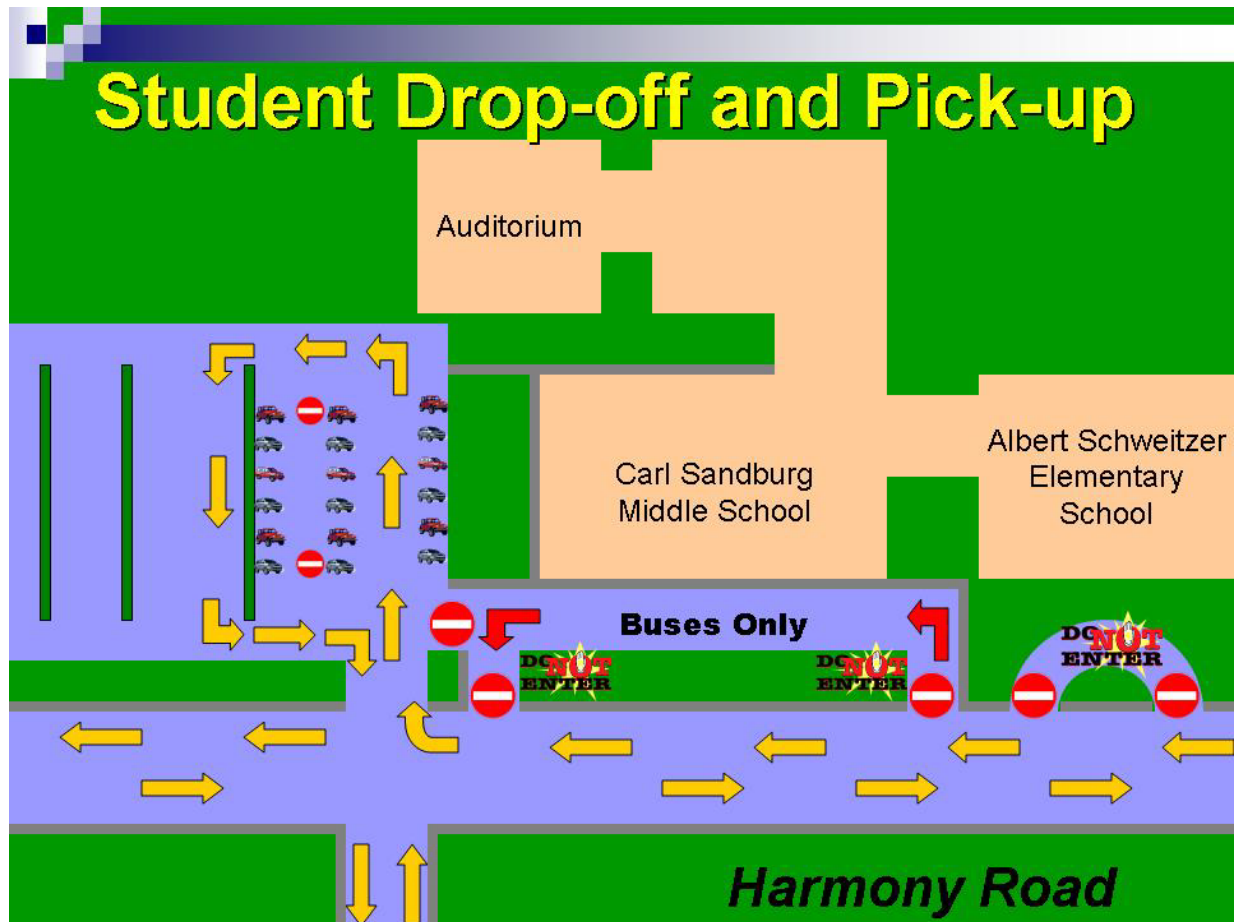 Student Drop-off and Pick-up
Auditorium
Carl Sandburg
Middle School
Albert Schweitzer
Elementary
School
Buses Only
DO NOT
ENTER
DO NOT
ENTER
DO NOT
ENTER
Harmony Road